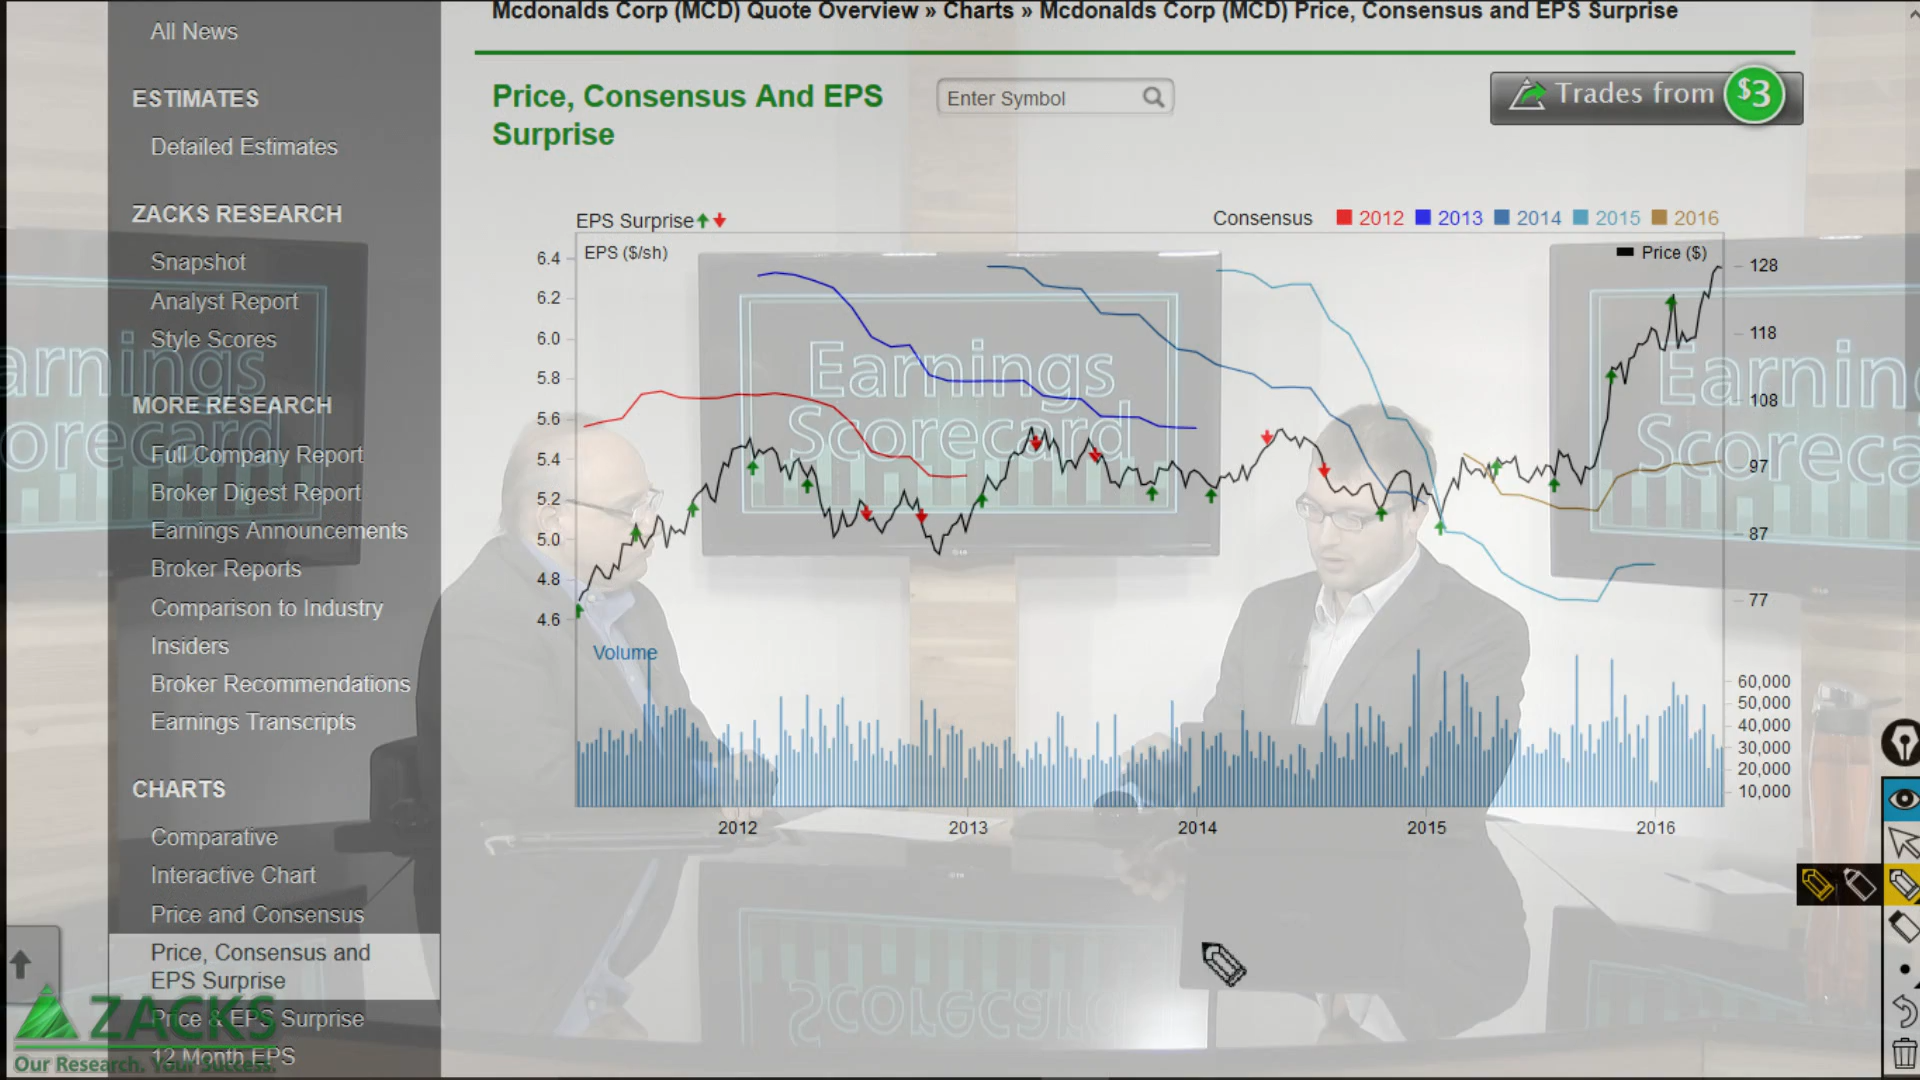 Mcdonalds Corp (MCD) Quote Overview » Charts » Mcdonalds Corp (MCD) Price, Consensus and EPS Surprise
All News
ESTIMATES
Detailed Estimates
ZACKS RESEARCH
Snapshot
Analyst Report
Style Scores
MORE RESEARCH
Full Company Report
Broker Digest Report
Earnings Announcements
Broker Reports
Comparison to Industry
Insiders
Broker Recommendations
Earnings Transcripts
CHARTS
Comparative
Interactive Chart
Price and Consensus
Price, Consensus and
EPS Surprise
Price & EPS Surprise
12 Month EPS
ZACKS
Our Research. Your Success.
Price, Consensus And EPS
Surprise
Enter Symbol
Trades from $3
EPS Surprise
Consensus 2012 2013 2014 2015 2016
EPS ($/sh)
Price ($)
6.4
6.2
6.0
5.8
5.6
5.4
5.2
5.0
4.8
4.6
128
118
108
97
87
77
Earnings
Scorecard
arnings
corecard
Earnin
Scoreca
Volume
60,000
50,000
40,000
30,000
20,000
10,000
2012 2013 2014 2015 2016
Scorecard